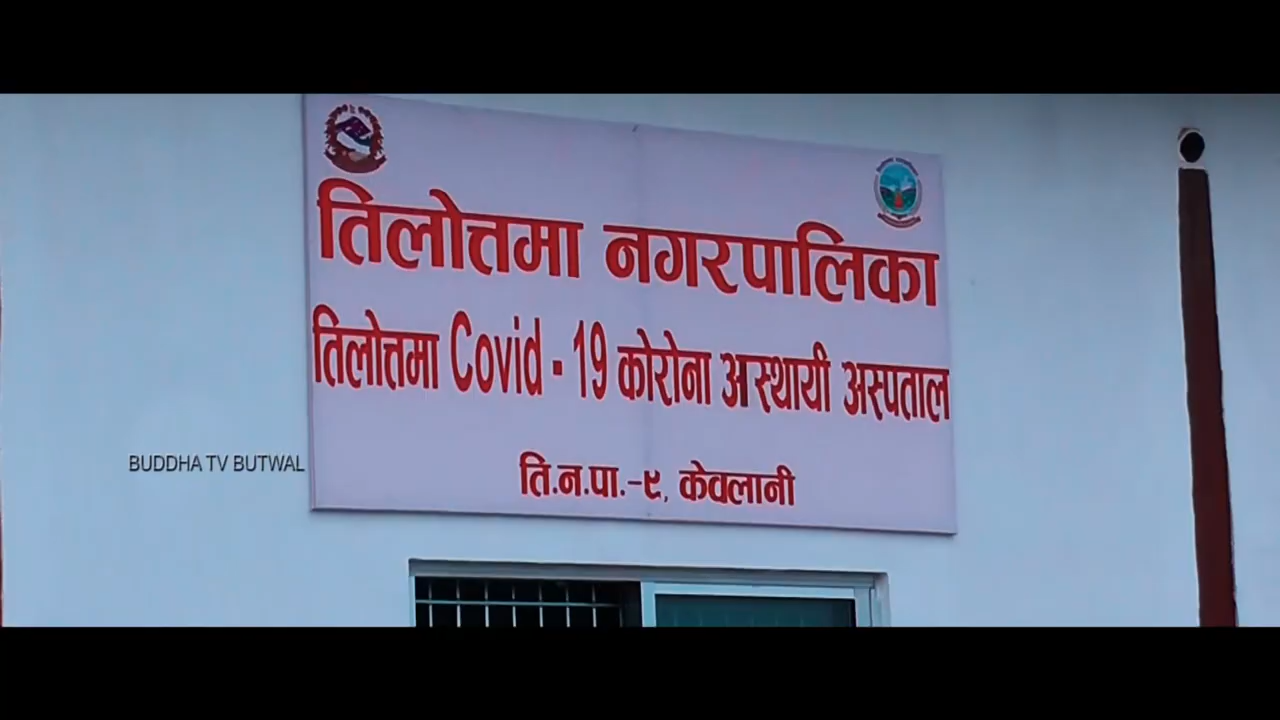 तिलोत्तमा नगरपालिका
तिलोत्तमा Covid - 19 कोरोना अस्थायी अस्पताल
ति.न.पा.-९, केवलानी
BUDDHA TV BUTWAL